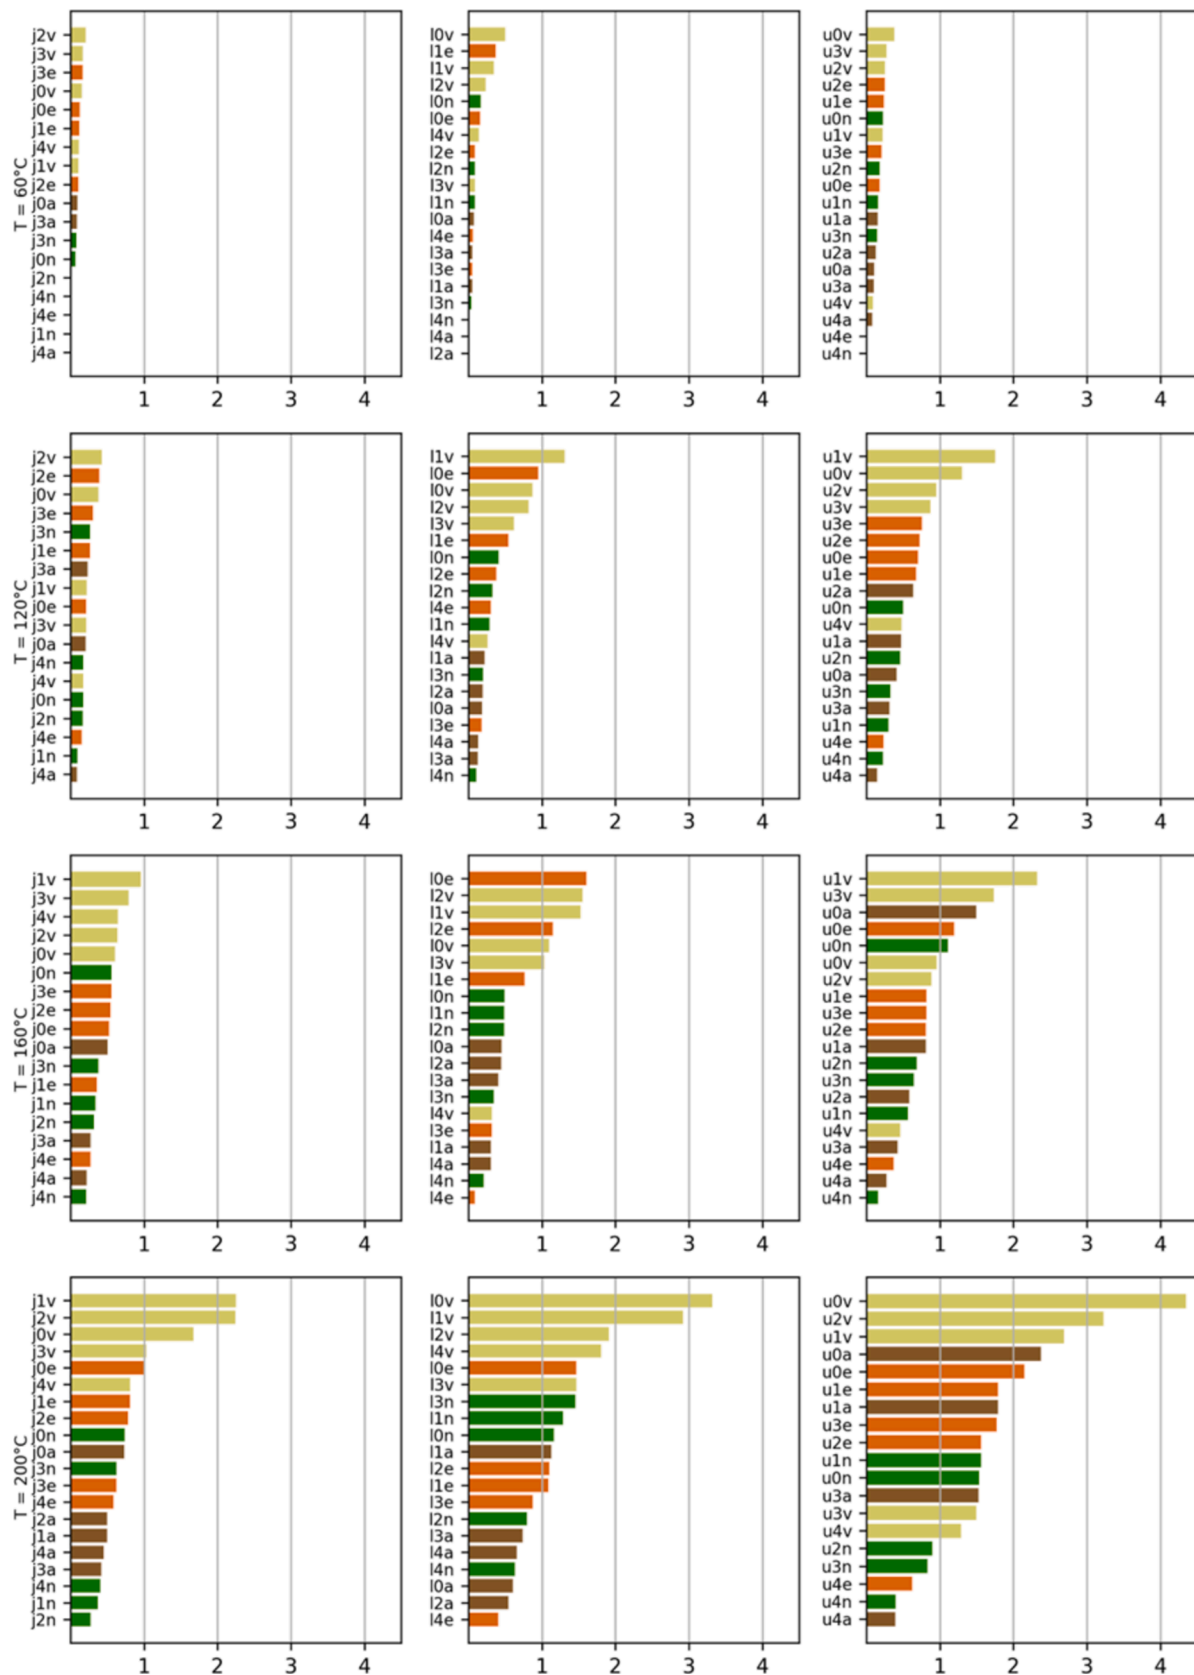 T = 60°C
j2v
j3v
j3e
j0v
j0e
j1e
j4v
j1v
j2e
j0a
j3a
j3n
j0n
j2n
j4n
j4e
j1n
j4a
1 2 3 4
l0v
l1e
l1v
l2v
l0n
l0e
l4v
l2e
l2n
l3v
l1n
l0a
l4e
l3a
l3e
l1a
l3n
l4n
l4a
l2a
1 2 3 4
u0v
u3v
u2v
u2e
u1e
u0n
u1v
u3e
u2n
u0e
u1n
u1a
u3n
u2a
u0a
u3a
u4v
u4a
u4e
u4n
1 2 3 4
T = 120°C
j2v
j2e
j0v
j3e
j3n
j1e
j3a
j1v
j0e
j3v
j0a
j4n
j4v
j0n
j2n
j4e
j1n
j4a
1 2 3 4
l1v
l0e
l0v
l2v
l3v
l1e
l0n
l2e
l2n
l4e
l1n
l4v
l1a
l3n
l2a
l0a
l3e
l4a
l3a
l4n
1 2 3 4
u1v
u0v
u2v
u3v
u3e
u2e
u0e
u1e
u2a
u0n
u4v
u1a
u2n
u0a
u3n
u3a
u1n
u4e
u4n
u4a
1 2 3 4
T = 160°C
j1v
j3v
j4v
j2v
j0v
j0n
j3e
j2e
j0e
j0a
j3n
j1e
j1n
j2n
j3a
j4e
j4a
j4n
1 2 3 4
l0e
l2v
l1v
l2e
l0v
l3v
l1e
l0n
l1n
l2n
l0a
l2a
l3a
l3n
l4v
l3e
l1a
l4a
l4n
l4e
1 2 3 4
u1v
u3v
u0a
u0e
u0n
u0v
u2v
u1e
u3e
u2e
u1a
u2n
u3n
u2a
u1n
u4v
u3a
u4e
u4a
u4n
1 2 3 4
T = 200°C
j1v
j2v
j0v
j3v
j0e
j4v
j1e
j2e
j0n
j0a
j3n
j3e
j4e
j2a
j1a
j4a
j3a
j4n
j1n
j2n
1 2 3 4
l0v
l1v
l2v
l4v
l0e
l3v
l3n
l1n
l0n
l1a
l2e
l1e
l3e
l2n
l3a
l4a
l4n
l0a
l2a
l4e
1 2 3 4
u0v
u2v
u1v
u0a
u0e
u1e
u1a
u3e
u2e
u1n
u0n
u3a
u3v
u4v
u2n
u3n
u4e
u4n
u4a
1 2 3 4